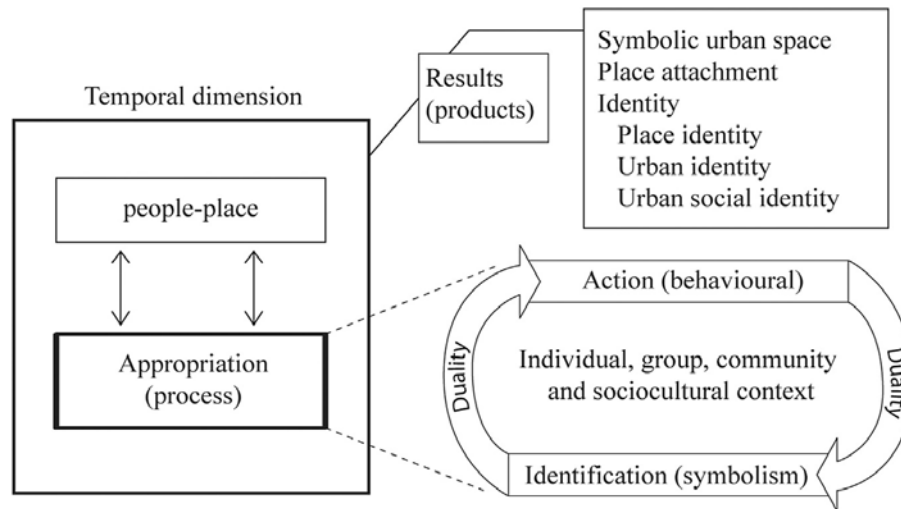 Temporal dimension
people-place
Appropriation
(process)
Results
(products)
Symbolic urban space
Place attachment
Identity
Place identity
Urban identity
Urban social identity
Action (behavioural)
Duality
Individual, group, community
and sociocultural context
Duality
Identification (symbolism)